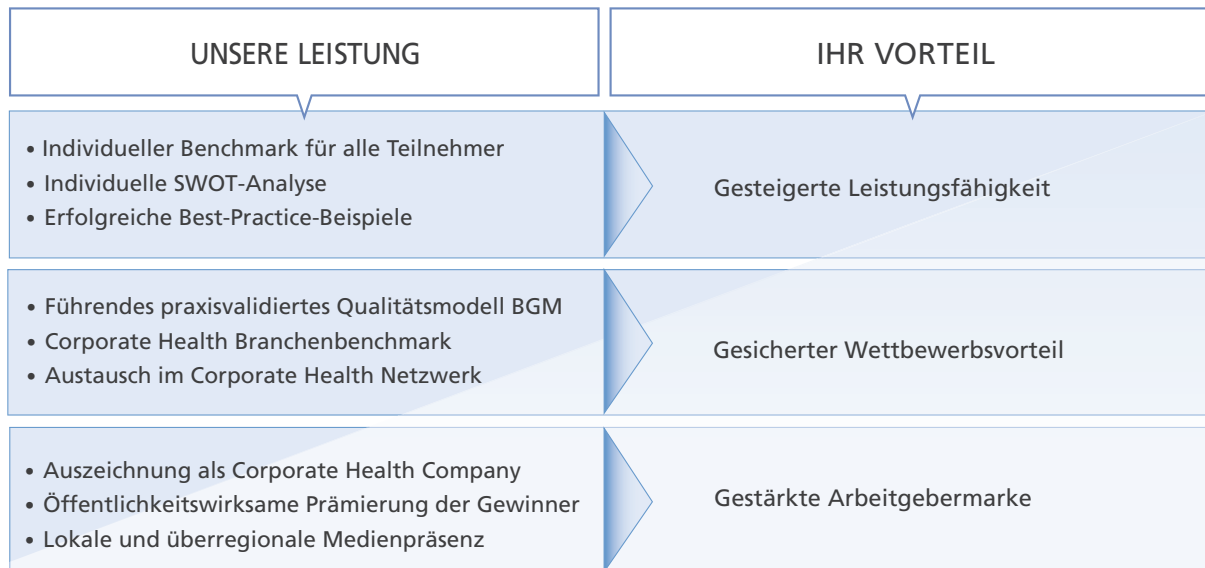 UNSERE LEISTUNG
IHR VORTEIL
• Individueller Benchmark für alle Teilnehmer
• Individuelle SWOT-Analyse
• Erfolgreiche Best-Practice-Beispiele
Gesteigerte Leistungsfähigkeit
• Führendes praxisvalidiertes Qualitätsmodell BGM
• Corporate Health Branchenbenchmark
• Austausch im Corporate Health Netzwerk
Gesicherter Wettbewerbsvorteil
• Auszeichnung als Corporate Health Company
• Öffentlichkeitswirksame Prämierung der Gewinner
• Lokale und überregionale Medienpräsenz
Gestärkte Arbeitgebermarke